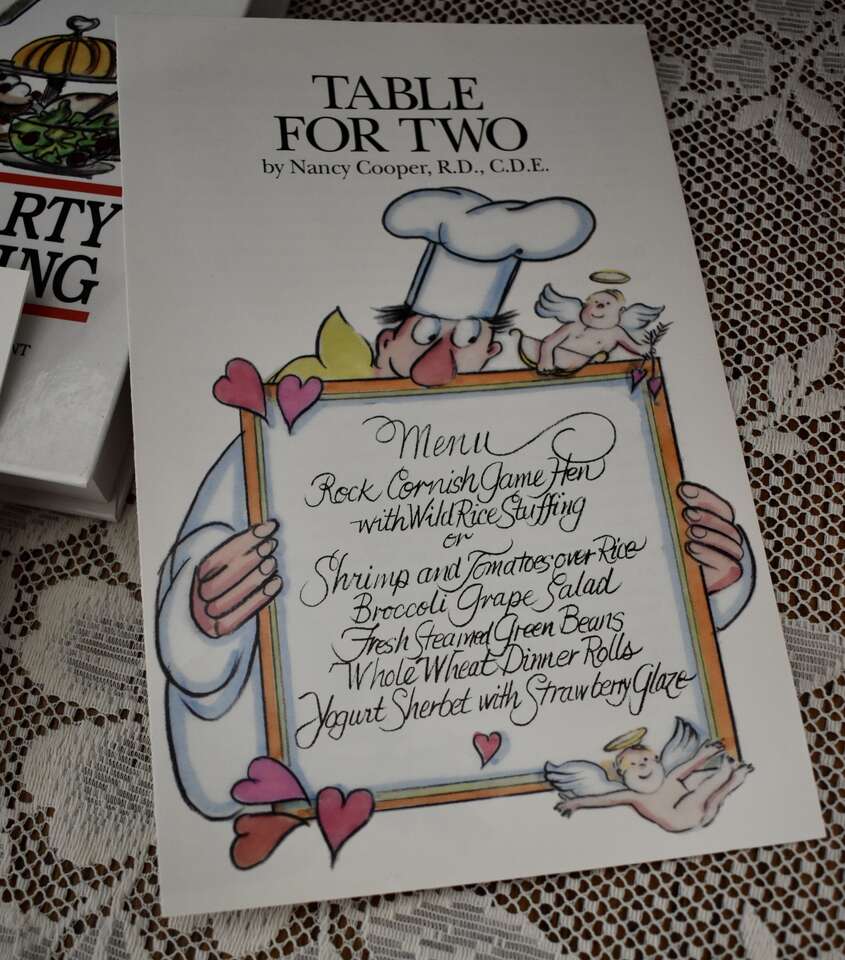 TABLE
FOR TWO
by Nancy Cooper, R.D., C.D.E.
Menu
Rock Cornish Game Hen
with Wild Rice Stuffing
or
Shrimp and Tomatoes over Rice
Broccoli Grape Salad
Fresh Steamed Green Beans
Whole Wheat Dinner Rolls
Yogurt Sherbet with Strawberry Glaze
RTY
ING
NT